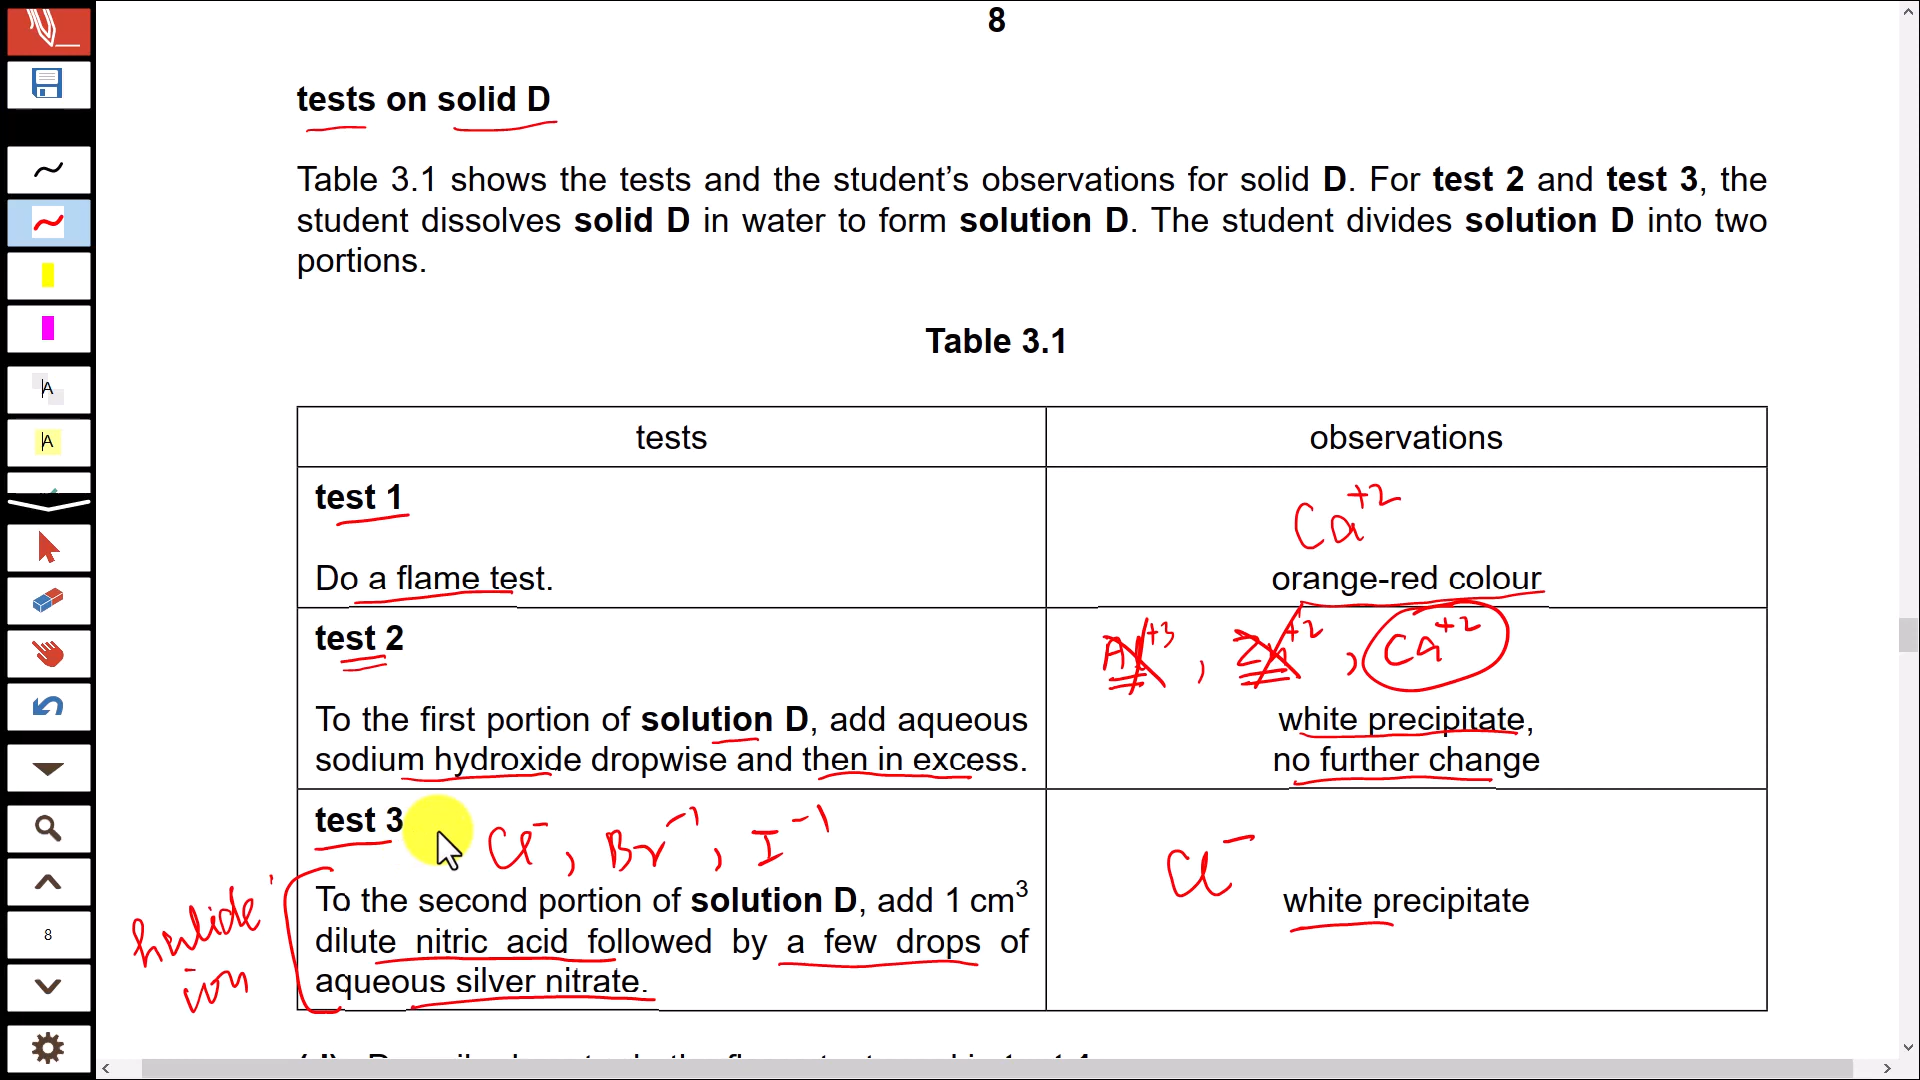 8
tests on solid D
Table 3.1 shows the tests and the student’s observations for solid D. For test 2 and test 3, the
student dissolves solid D in water to form solution D. The student divides solution D into two
portions.
Table 3.1
tests
observations
test 1
Ca+2
Do a flame test.
orange-red colour
test 2
Al+3 , Zn+2 , Ca+2
To the first portion of solution D, add aqueous
sodium hydroxide dropwise and then in excess.
white precipitate,
no further change
test 3
Cl- , Br-1 , I-1
halide
ion
To the second portion of solution D, add 1 cm3
dilute nitric acid followed by a few drops of
aqueous silver nitrate.
Cl-
white precipitate
A
A
8